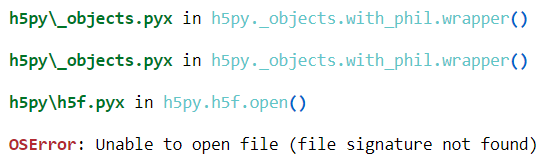 h5py\_objects.pyx in h5py._objects.with_phil.wrapper()
h5py\_objects.pyx in h5py._objects.with_phil.wrapper()
h5py\h5f.pyx in h5py.h5f.open()
OSError: Unable to open file (file signature not found)